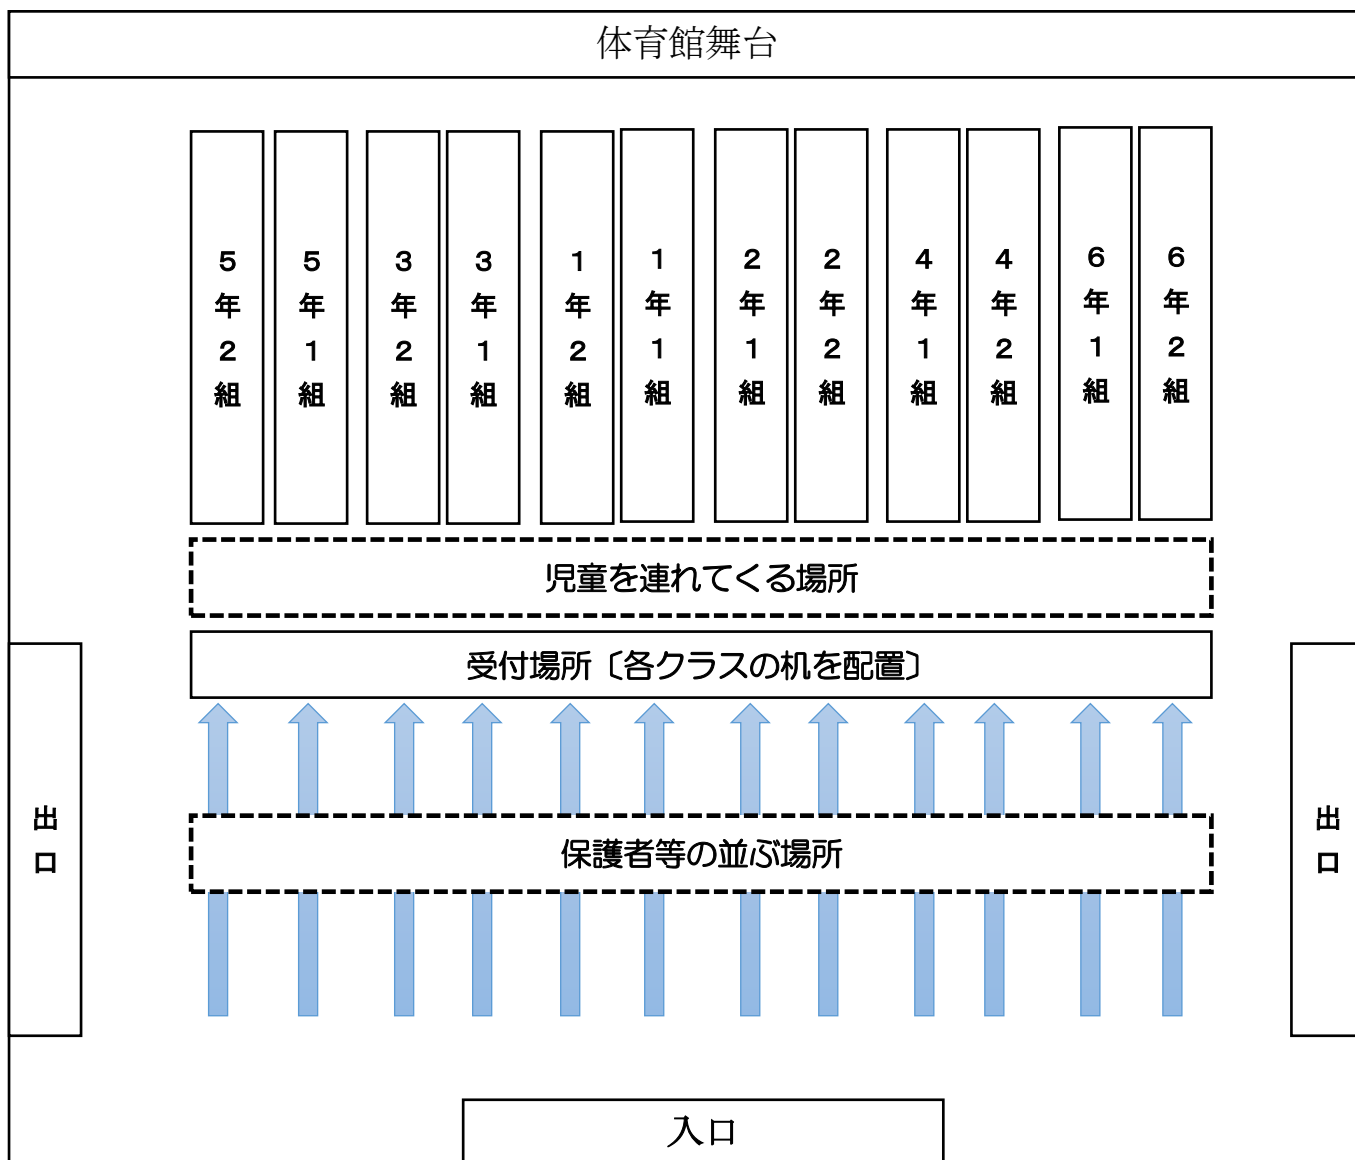 体育館舞台
５年２組
５年１組
３年２組
３年１組
１年２組
１年１組
２年１組
２年２組
４年１組
４年２組
６年１組
６年２組
児童を連れてくる場所
受付場所〔各クラスの机を配置〕
出口
保護者等の並ぶ場所
出口
入口